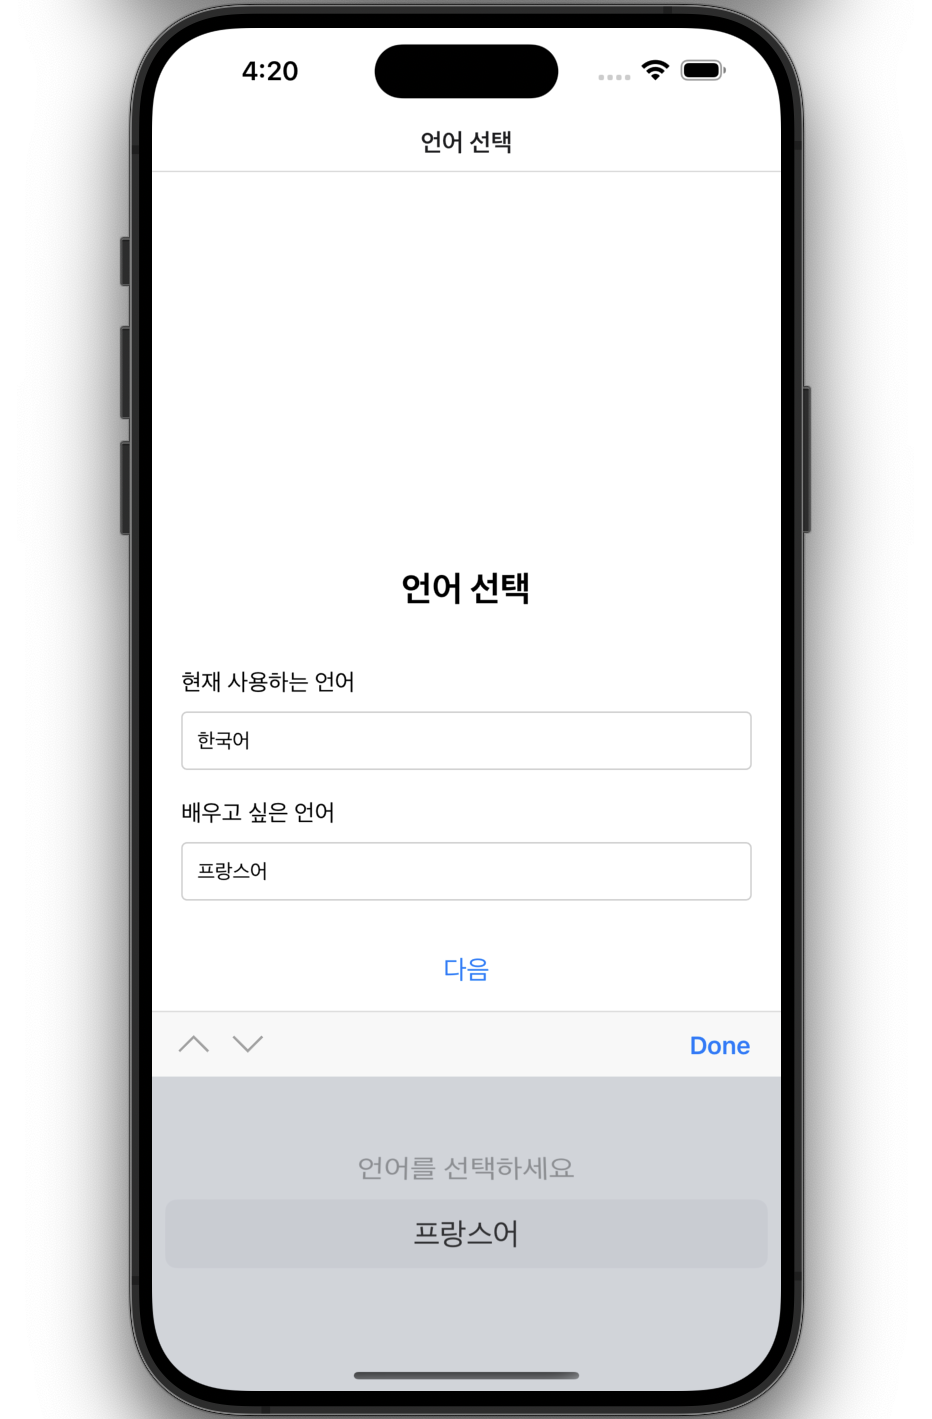 4:20
언어 선택
언어 선택
현재 사용하는 언어
한국어
배우고 싶은 언어
프랑스어
다음
Done
언어를 선택하세요
프랑스어